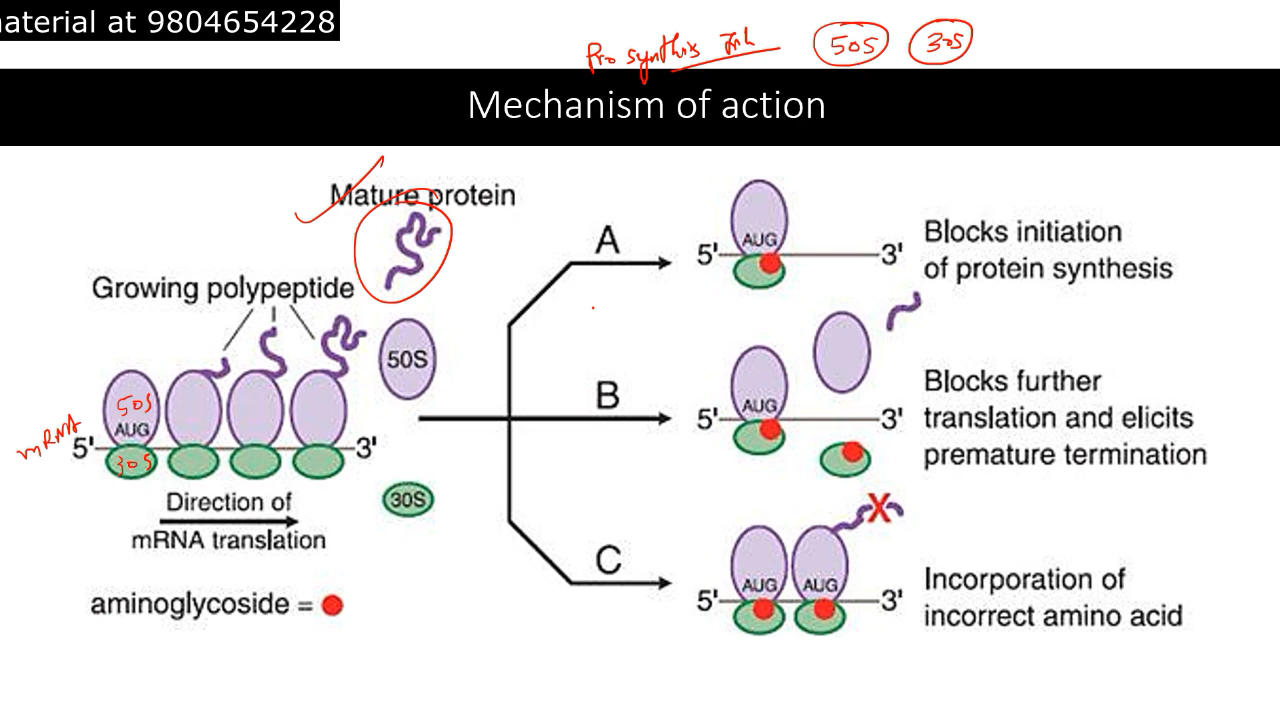 naterial at 9804654228
Pro synthix Inh 50S 30S
Mechanism of action
Mature protein
Growing polypeptide
50S
50S
AUG
mRNA
5'
3'
30S
30S
Direction of
mRNA translation
aminoglycoside =
A
AUG
5'
3'
Blocks initiation
of protein synthesis
B
AUG
5'
3'
Blocks further
translation and elicits
premature termination
C
X
AUG AUG
5'
3'
Incorporation of
incorrect amino acid